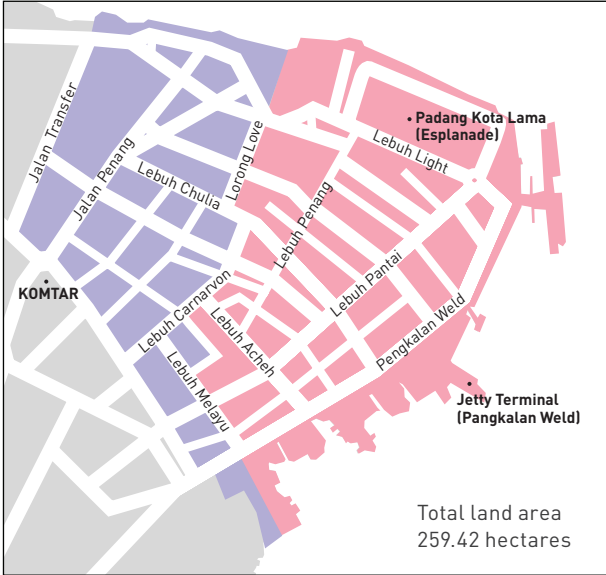 Padang Kota Lama
(Esplanade)
Lebuh Light
Jalan Transfer
Jalan Penang
Lorong Love
Lebuh Chulia
Lebuh Penang
KOMTAR
Lebuh Carnarvon
Lebuh Pantai
Lebuh Acheh
Pengkalan Weld
Lebuh Melayu
Jetty Terminal
(Pangkalan Weld)
Total land area
259.42 hectares